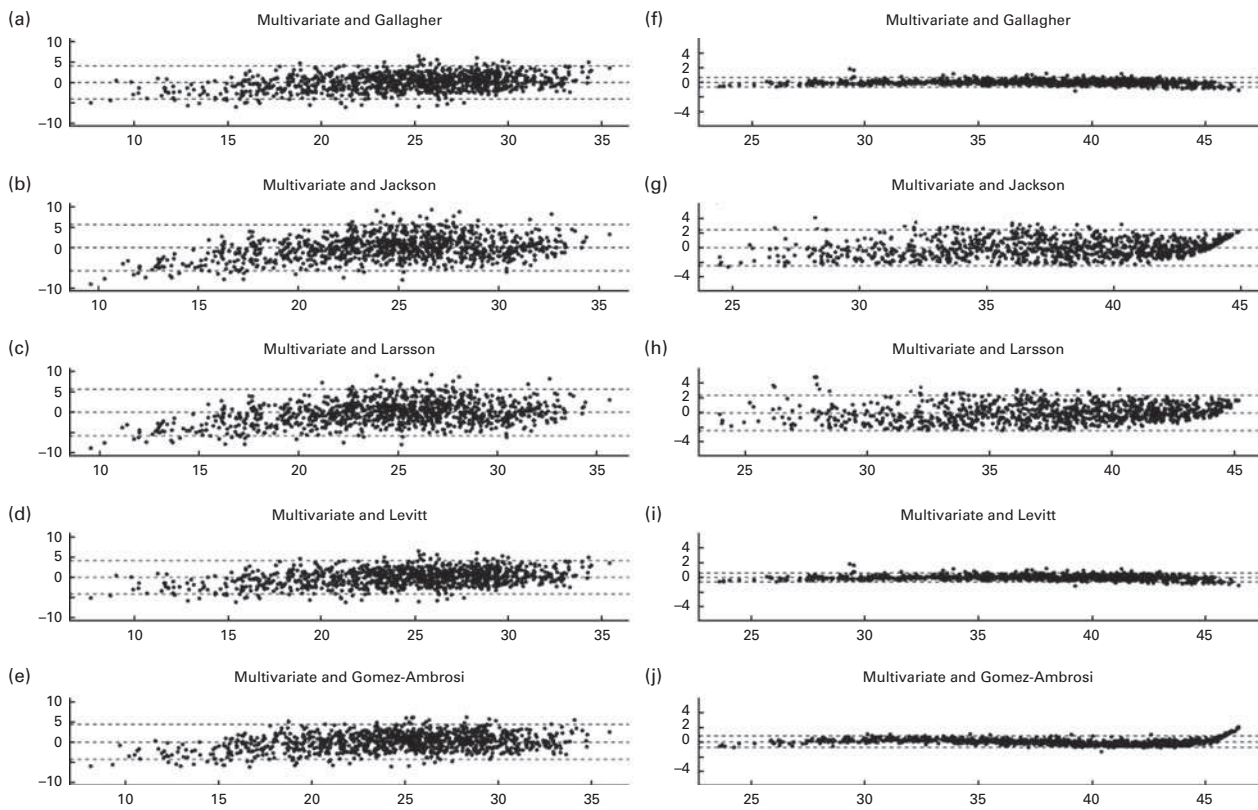 (a) Multivariate and Gallagher
10
5
0
−10
10 15 20 25 30 35
(b) Multivariate and Jackson
10
5
0
−10
10 15 20 25 30 35
(c) Multivariate and Larsson
10
5
0
−10
10 15 20 25 30 35
(d) Multivariate and Levitt
10
5
0
−10
10 15 20 25 30 35
(e) Multivariate and Gomez-Ambrosi
10
5
0
−10
10 15 20 25 30 35
(f) Multivariate and Gallagher
4
2
0
−4
25 30 35 40 45
(g) Multivariate and Jackson
4
2
0
−4
25 30 35 40 45
(h) Multivariate and Larsson
4
2
0
−4
25 30 35 40 45
(i) Multivariate and Levitt
4
2
0
−4
25 30 35 40 45
(j) Multivariate and Gomez-Ambrosi
4
2
0
−4
25 30 35 40 45